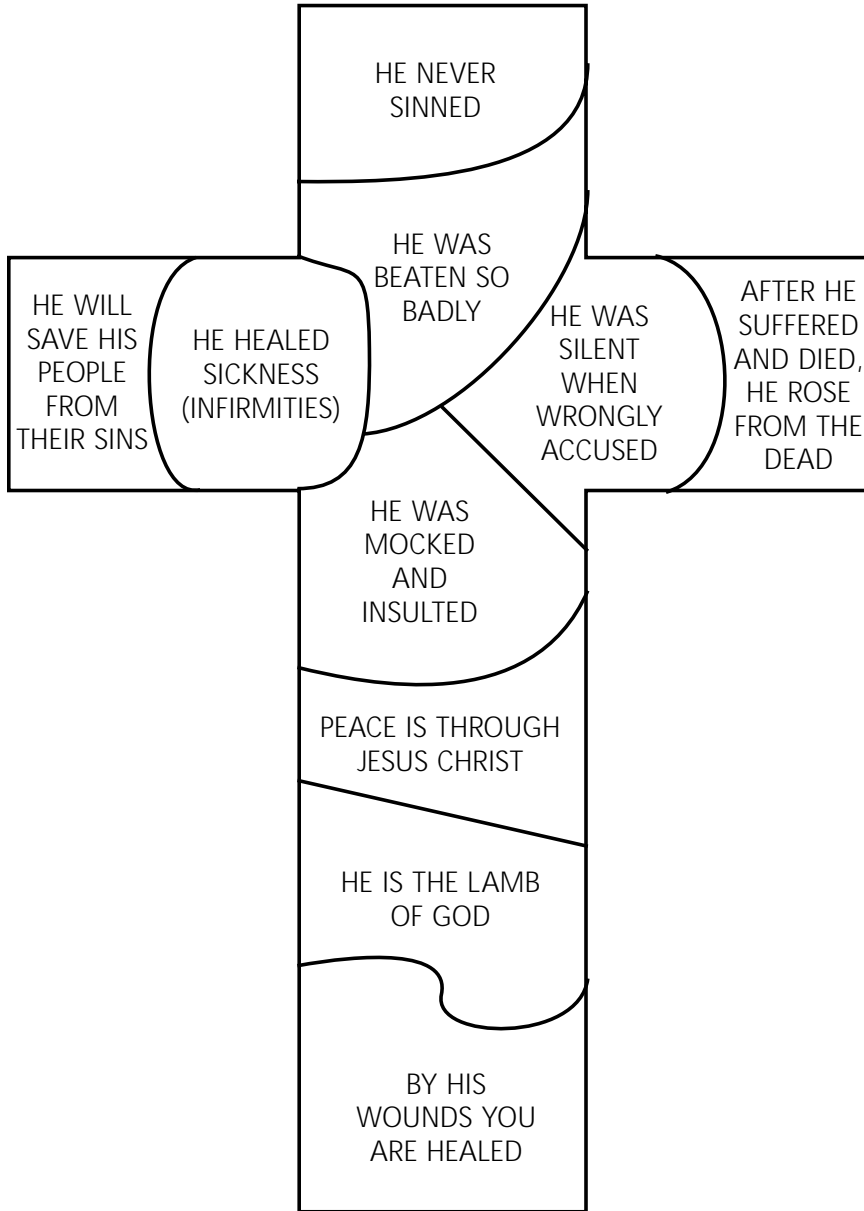 HE NEVER
SINNED
HE WAS
BEATEN SO
BADLY
HE WILL
SAVE HIS
PEOPLE
FROM
THEIR SINS
HE HEALED
SICKNESS
(INFIRMITIES)
HE WAS
SILENT
WHEN
WRONGLY
ACCUSED
AFTER HE
SUFFERED
AND DIED,
HE ROSE
FROM THE
DEAD
HE WAS
MOCKED
AND
INSULTED
PEACE IS THROUGH
JESUS CHRIST
HE IS THE LAMB
OF GOD
BY HIS
WOUNDS YOU
ARE HEALED